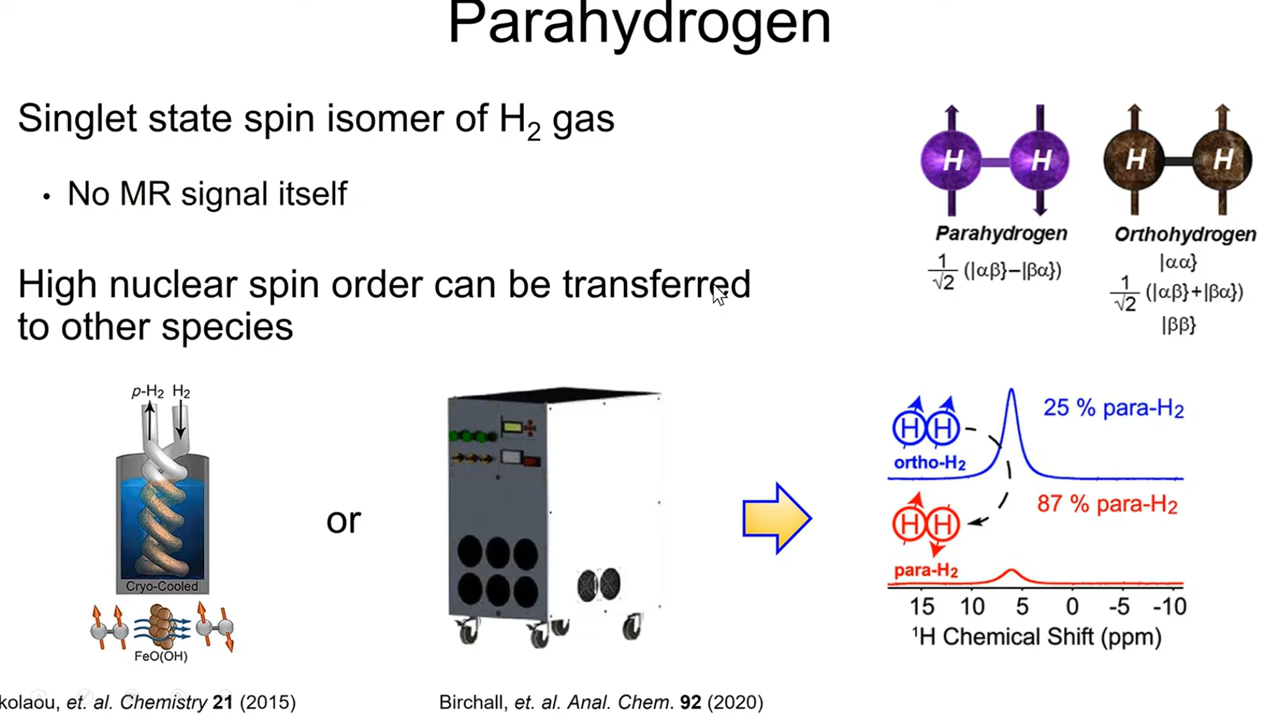 Parahydrogen
Singlet state spin isomer of H₂ gas
• No MR signal itself
High nuclear spin order can be transferred
to other species
H H
H H
Parahydrogen
Orthohydrogen
1/√2 (|αβ}−|βα})
|αα}
1/√2 (|αβ}+|βα})
|ββ}
p-H₂ H₂
Cryo-Cooled
FeO(OH)
or
HH
ortho-H₂
25 % para-H₂
87 % para-H₂
HH
para-H₂
15 10 5 0 -5 -10
¹H Chemical Shift (ppm)
kolaou, et. al. Chemistry 21 (2015)
Birchall, et. al. Anal. Chem. 92 (2020)